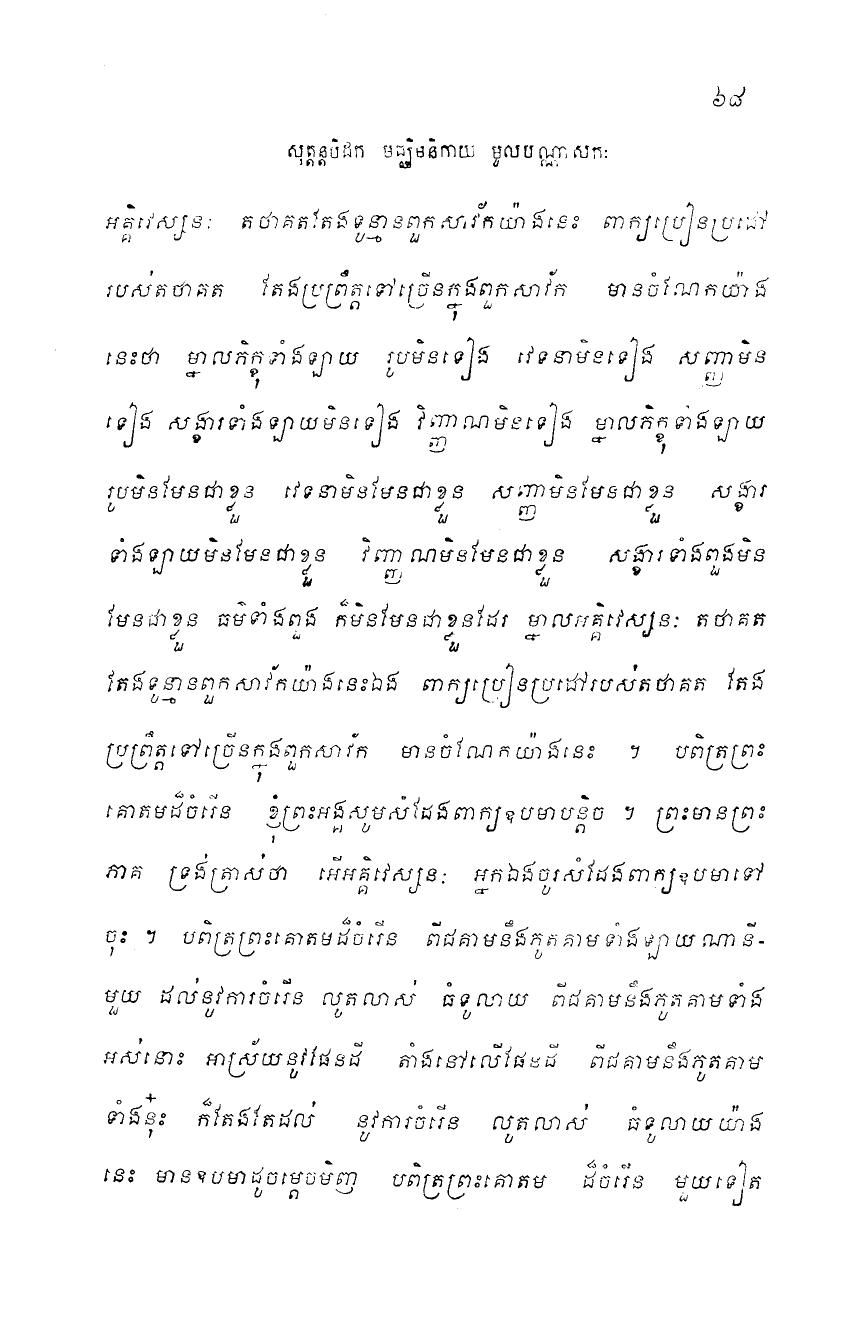 ៦៨
សុត្តន្តបិដក មជ្ឈិមនិកាយ មូលបណ្ណាសកៈ
អគ្គិវេស្សនៈ តថាគតតែងទូន្មានពួកសាវ័កយ៉ាងនេះ ពាក្យប្រៀនប្រដៅ
របស់តថាគត តែងប្រព្រឹត្តទៅច្រើនក្នុងពួកសាវ័ក មានចំណែកយ៉ាង
នេះថា ម្នាលភិក្ខុទាំងឡាយ រូបមិនទៀង វេទនាមិនទៀង សញ្ញាមិន
ទៀង សង្ខារទាំងឡាយមិនទៀង វិញ្ញាណមិនទៀង ម្នាលភិក្ខុទាំងឡាយ
រូបមិនមែនជាខ្លួន វេទនាមិនមែនជាខ្លួន សញ្ញាមិនមែនជាខ្លួន សង្ខារ
ទាំងឡាយមិនមែនជាខ្លួន វិញ្ញាណមិនមែនជាខ្លួន សង្ខារទាំងពួងមិន
មែនជាខ្លួន ធម៌ទាំងពួង ក៏មិនមែនជាខ្លួនដែរ ម្នាលអគ្គិវេស្សនៈ តថាគត
តែងទូន្មានពួកសាវ័កយ៉ាងនេះឯង ពាក្យប្រៀនប្រដៅរបស់តថាគត តែង
ប្រព្រឹត្តទៅច្រើនក្នុងពួកសាវ័ក មានចំណែកយ៉ាងនេះ ។ បពិត្រព្រះ
គោតមដ៏ចំរើន ខ្ញុំព្រះអង្គសូមសំដែងពាក្យឧបមាបន្តិច ។ ព្រះមានព្រះ
ភាគ ទ្រង់ត្រាស់ថា អើអគ្គិវេស្សនៈ អ្នកឯងចូរសំដែងពាក្យឧបមាទៅ
ចុះ ។ បពិត្រព្រះគោតមដ៏ចំរើន ពីជគាមនឹងភូតគាមទាំងឡាយណានី-
មួយ ដល់នូវការចំរើន លូតលាស់ ធំទូលាយ ពីជគាមនឹងភូតគាមទាំង
អស់នោះ អាស្រ័យនូវផែនដី តាំងនៅលើផែនដី ពីជគាមនឹងភូតគាម
ទាំងនុ៎ះ ក៏តែងតែដល់ នូវការចំរើន លូតលាស់ ធំទូលាយយ៉ាង
នេះ មានឧបមាដូចម្តេចមិញ បពិត្រព្រះគោតម ដ៏ចំរើន មួយទៀត